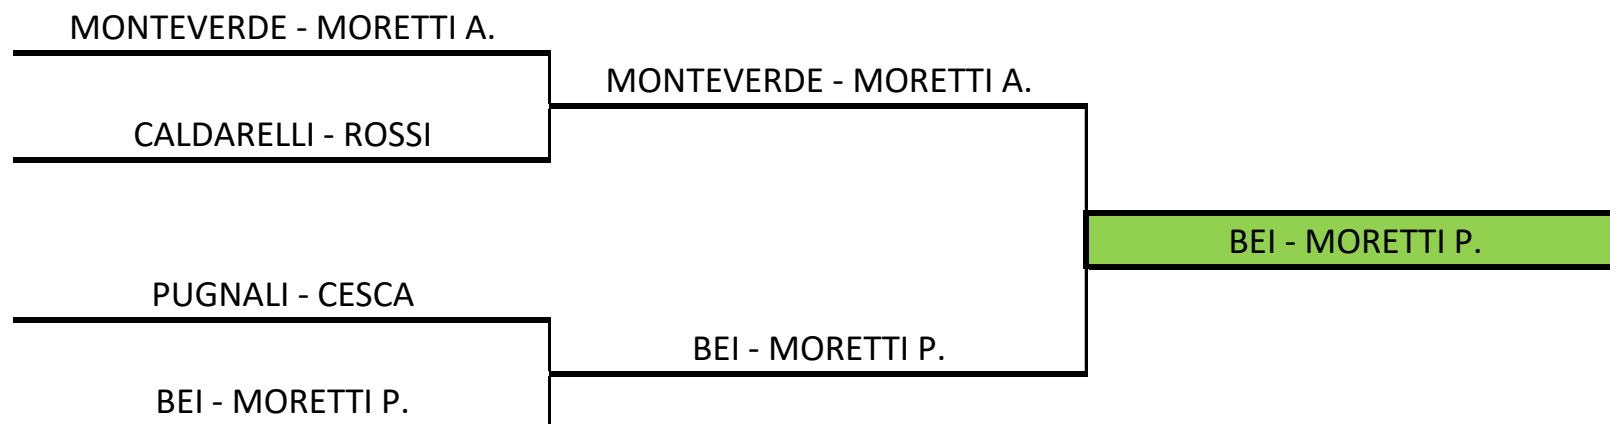 MONTEVERDE - MORETTI A.
MONTEVERDE - MORETTI A.
CALDARELLI - ROSSI
BEI - MORETTI P.
PUGNALI - CESCA
BEI - MORETTI P.
BEI - MORETTI P.